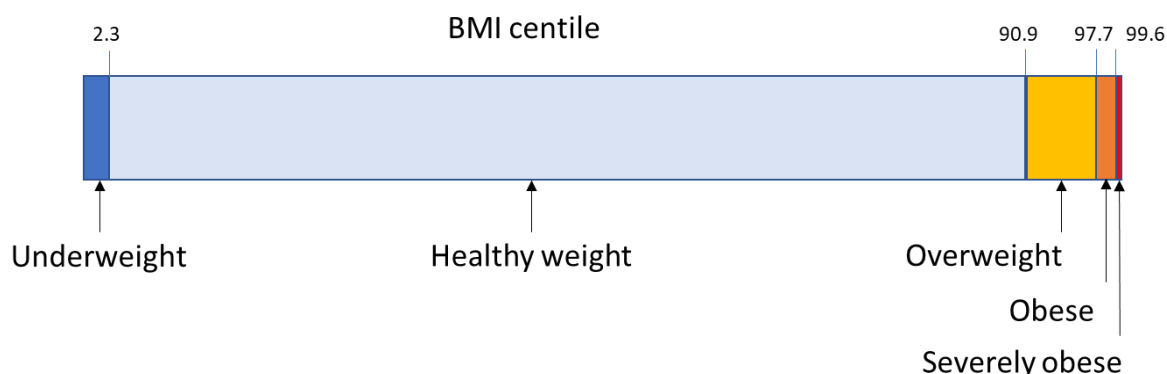 BMI centile
2.3 90.9 97.7 99.6
Underweight Healthy weight Overweight
Obese
Severely obese